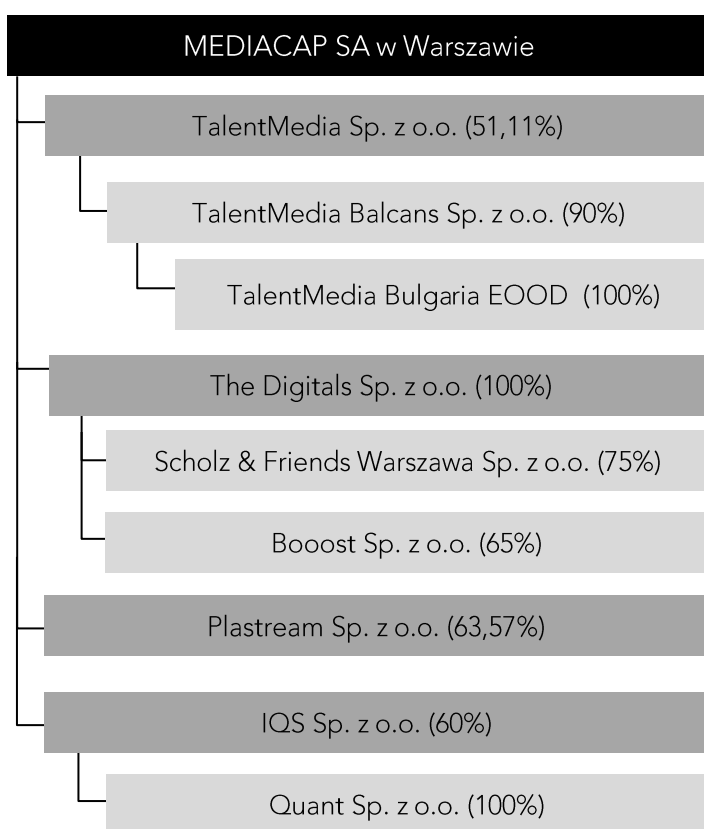 MEDIACAP SA w Warszawie
TalentMedia Sp. z o.o. (51,11%)
TalentMedia Balcans Sp. z o.o. (90%)
TalentMedia Bulgaria EOOD (100%)
The Digitals Sp. z o.o. (100%)
Scholz & Friends Warszawa Sp. z o.o. (75%)
Booost Sp. z o.o. (65%)
Plastream Sp. z o.o. (63,57%)
IQS Sp. z o.o. (60%)
Quant Sp. z o.o. (100%)